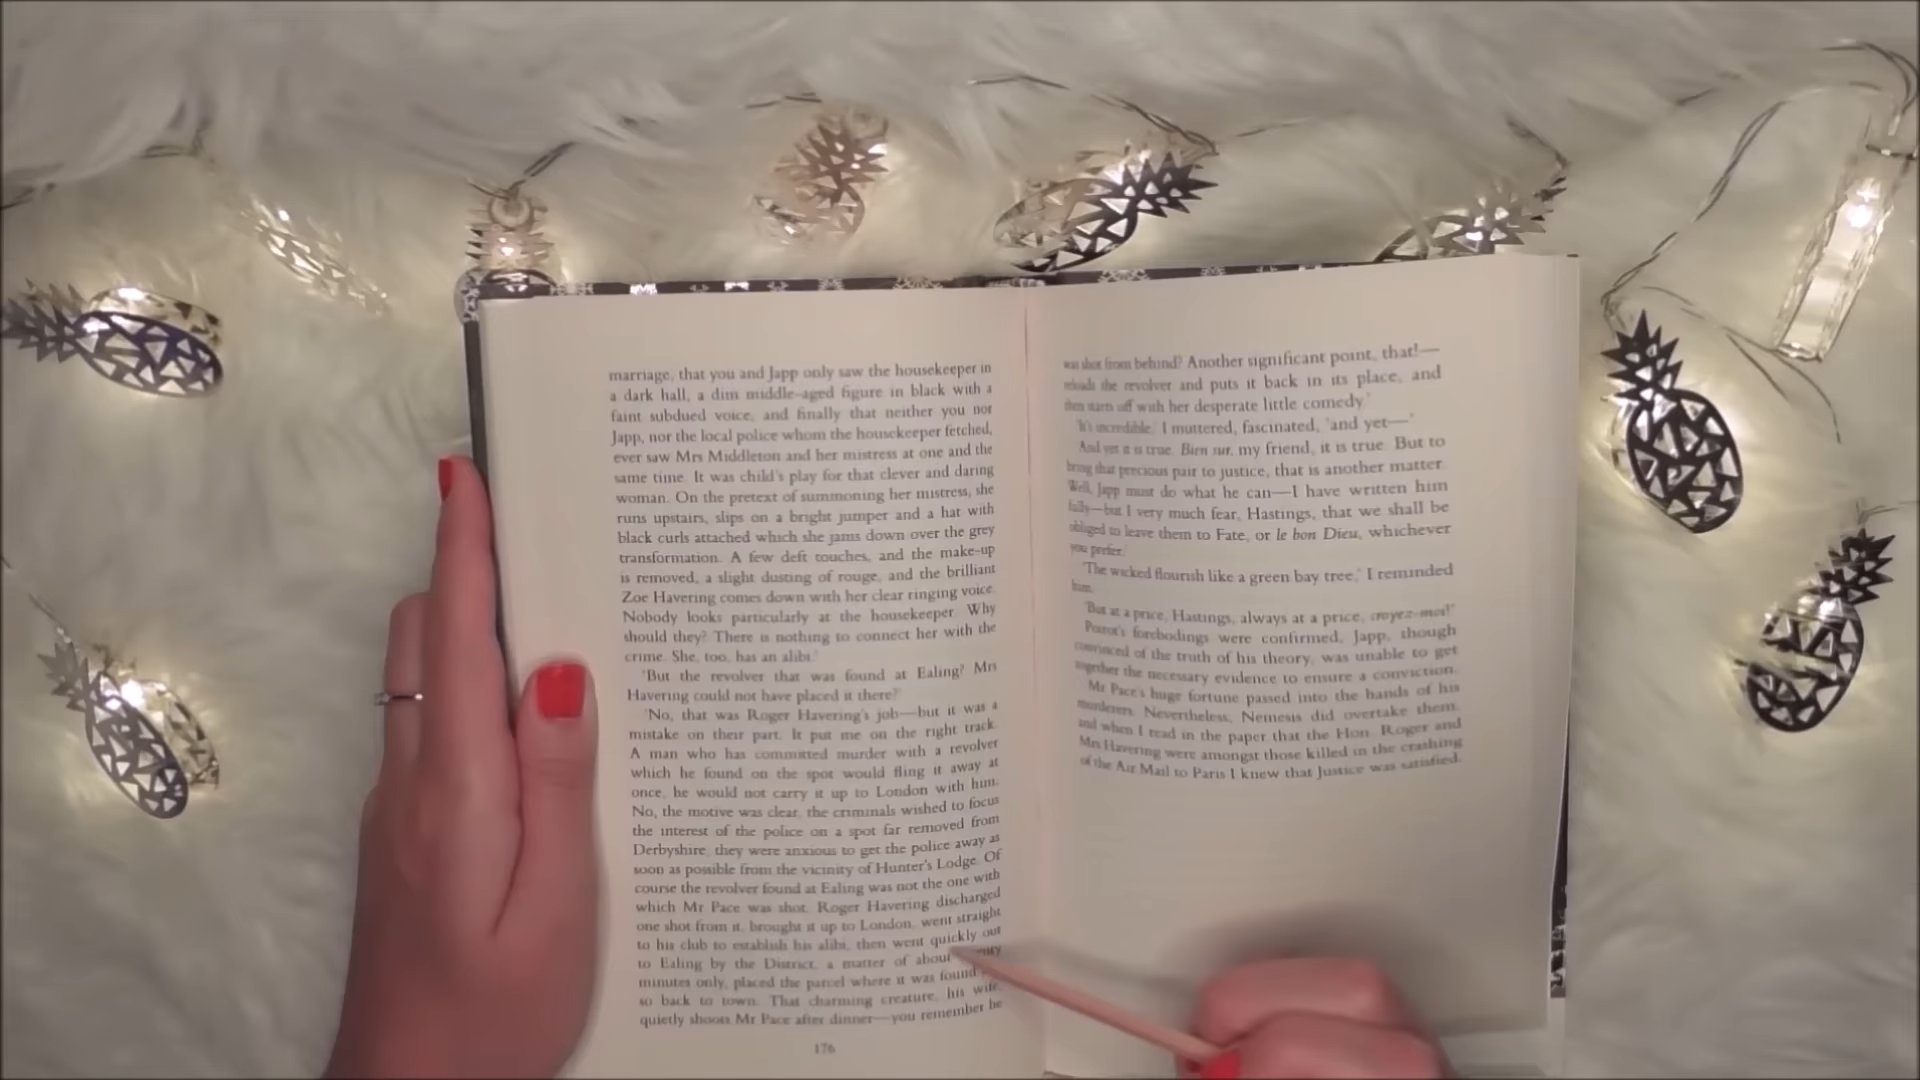 marriage, that you and Japp only saw the housekeeper in
a dark hall, a dim middle-aged figure in black with a
faint subdued voice, and finally that neither you nor
Japp, nor the local police whom the housekeeper fetched,
ever saw Mrs Middleton and her mistress at one and the
same time. It was child's play for that clever and daring
woman. On the pretext of summoning her mistress, she
runs upstairs, slips on a bright jumper and a hat with
black curls attached which she jams down over the grey
transformation. A few deft touches, and the make-up
is removed, a slight dusting of rouge, and the brilliant
Zoe Havering comes down with her clear ringing voice.
Nobody looks particularly at the housekeeper. Why
should they? There is nothing to connect her with the
crime. She, too, has an alibi.'
'But the revolver that was found at Ealing? Mrs
Havering could not have placed it there?'
'No, that was Roger Havering's job—but it was a
mistake on their part. It put me on the right track.
A man who has committed murder with a revolver
which he found on the spot would fling it away at
once, he would not carry it up to London with him.
No, the motive was clear, the criminals wished to focus
the interest of the police on a spot far removed from
Derbyshire, they were anxious to get the police away as
soon as possible from the vicinity of Hunter's Lodge. Of
course the revolver found at Ealing was not the one with
which Mr Pace was shot. Roger Havering discharged
one shot from it, brought it up to London, went straight
to his club to establish his alibi, then went quickly out
to Ealing by the District, a matter of about
minutes only, placed the parcel where it was found
so back to town. That charming creature, his wife,
quietly shoots Mr Pace after dinner—you remember he
176
was shot from behind? Another significant point, that!—
reloads the revolver and puts it back in its place, and
then starts off with her desperate little comedy.'
'It's incredible,' I muttered, fascinated, 'and yet—'
'And yet it is true. Bien sur, my friend, it is true. But to
bring that precious pair to justice, that is another matter.
Well, Japp must do what he can—I have written him
fully—but I very much fear, Hastings, that we shall be
obliged to leave them to Fate, or le bon Dieu, whichever
you prefer.'
'The wicked flourish like a green bay tree,' I reminded
him.
'But at a price, Hastings, always at a price, croyez-moi!'
Poirot's forebodings were confirmed, Japp, though
convinced of the truth of his theory, was unable to get
together the necessary evidence to ensure a conviction.
Mr Pace's huge fortune passed into the hands of his
murderers. Nevertheless, Nemesis did overtake them,
and when I read in the paper that the Hon. Roger and
Mrs Havering were amongst those killed in the crashing
of the Air Mail to Paris I knew that Justice was satisfied.